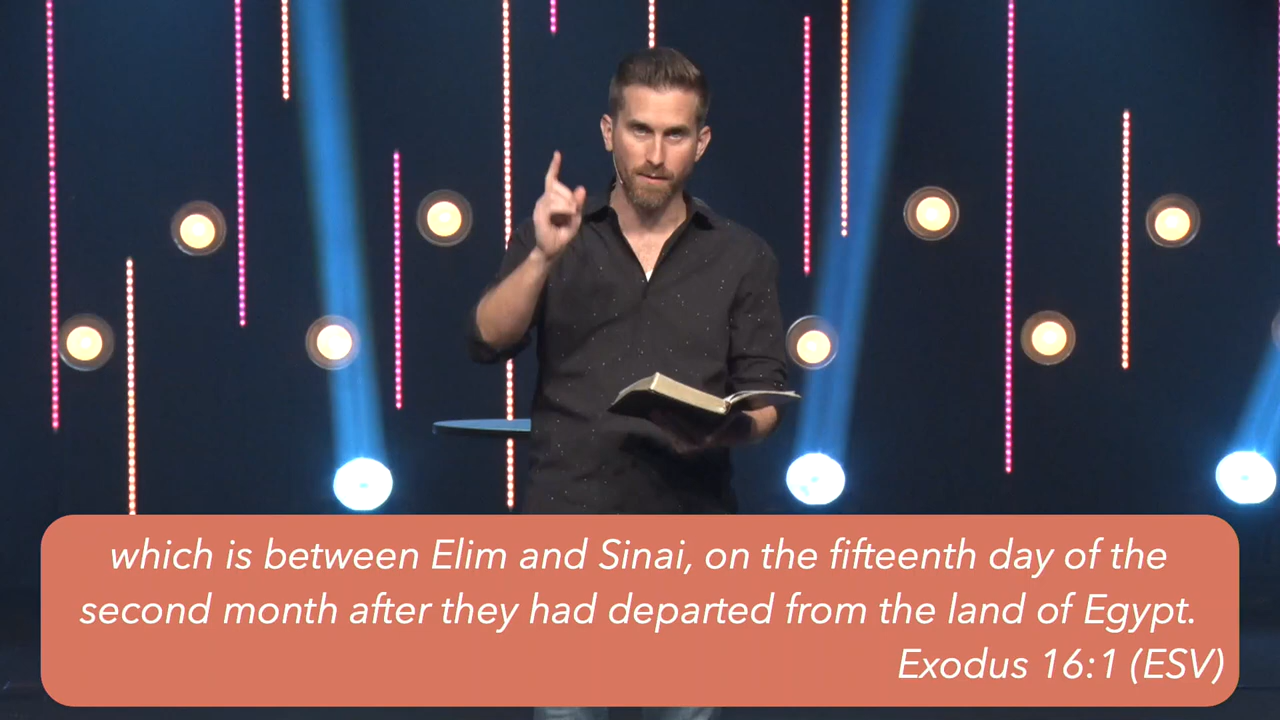 which is between Elim and Sinai, on the fifteenth day of the
second month after they had departed from the land of Egypt.
Exodus 16:1 (ESV)